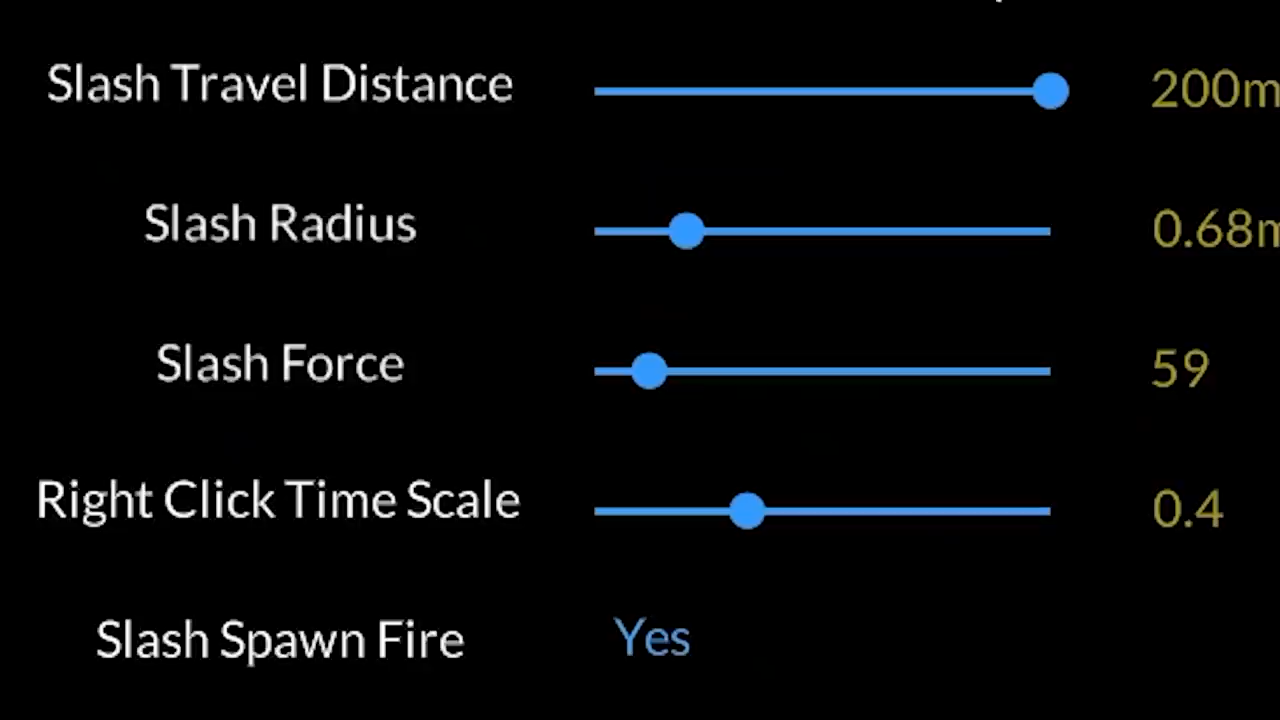 Slash Travel Distance 200m
Slash Radius 0.68m
Slash Force 59
Right Click Time Scale 0.4
Slash Spawn Fire Yes